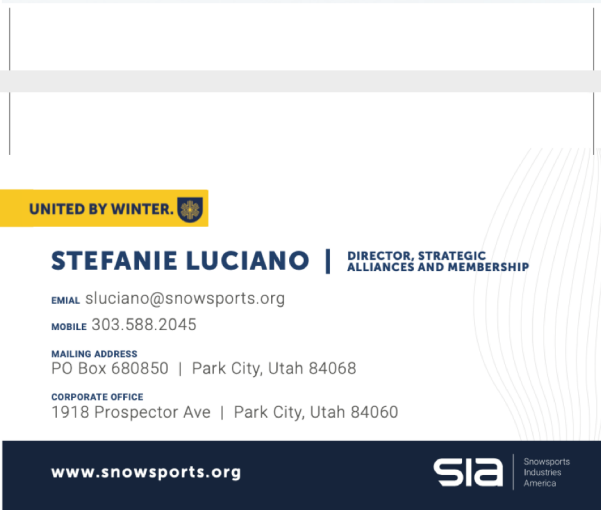 UNITED BY WINTER.
STEFANIE LUCIANO | DIRECTOR, STRATEGIC
ALLIANCES AND MEMBERSHIP
EMIAL sluciano@snowsports.org
MOBILE 303.588.2045
MAILING ADDRESS
PO Box 680850 | Park City, Utah 84068
CORPORATE OFFICE
1918 Prospector Ave | Park City, Utah 84060
www.snowsports.org
SIA
Snowsports
Industries
America